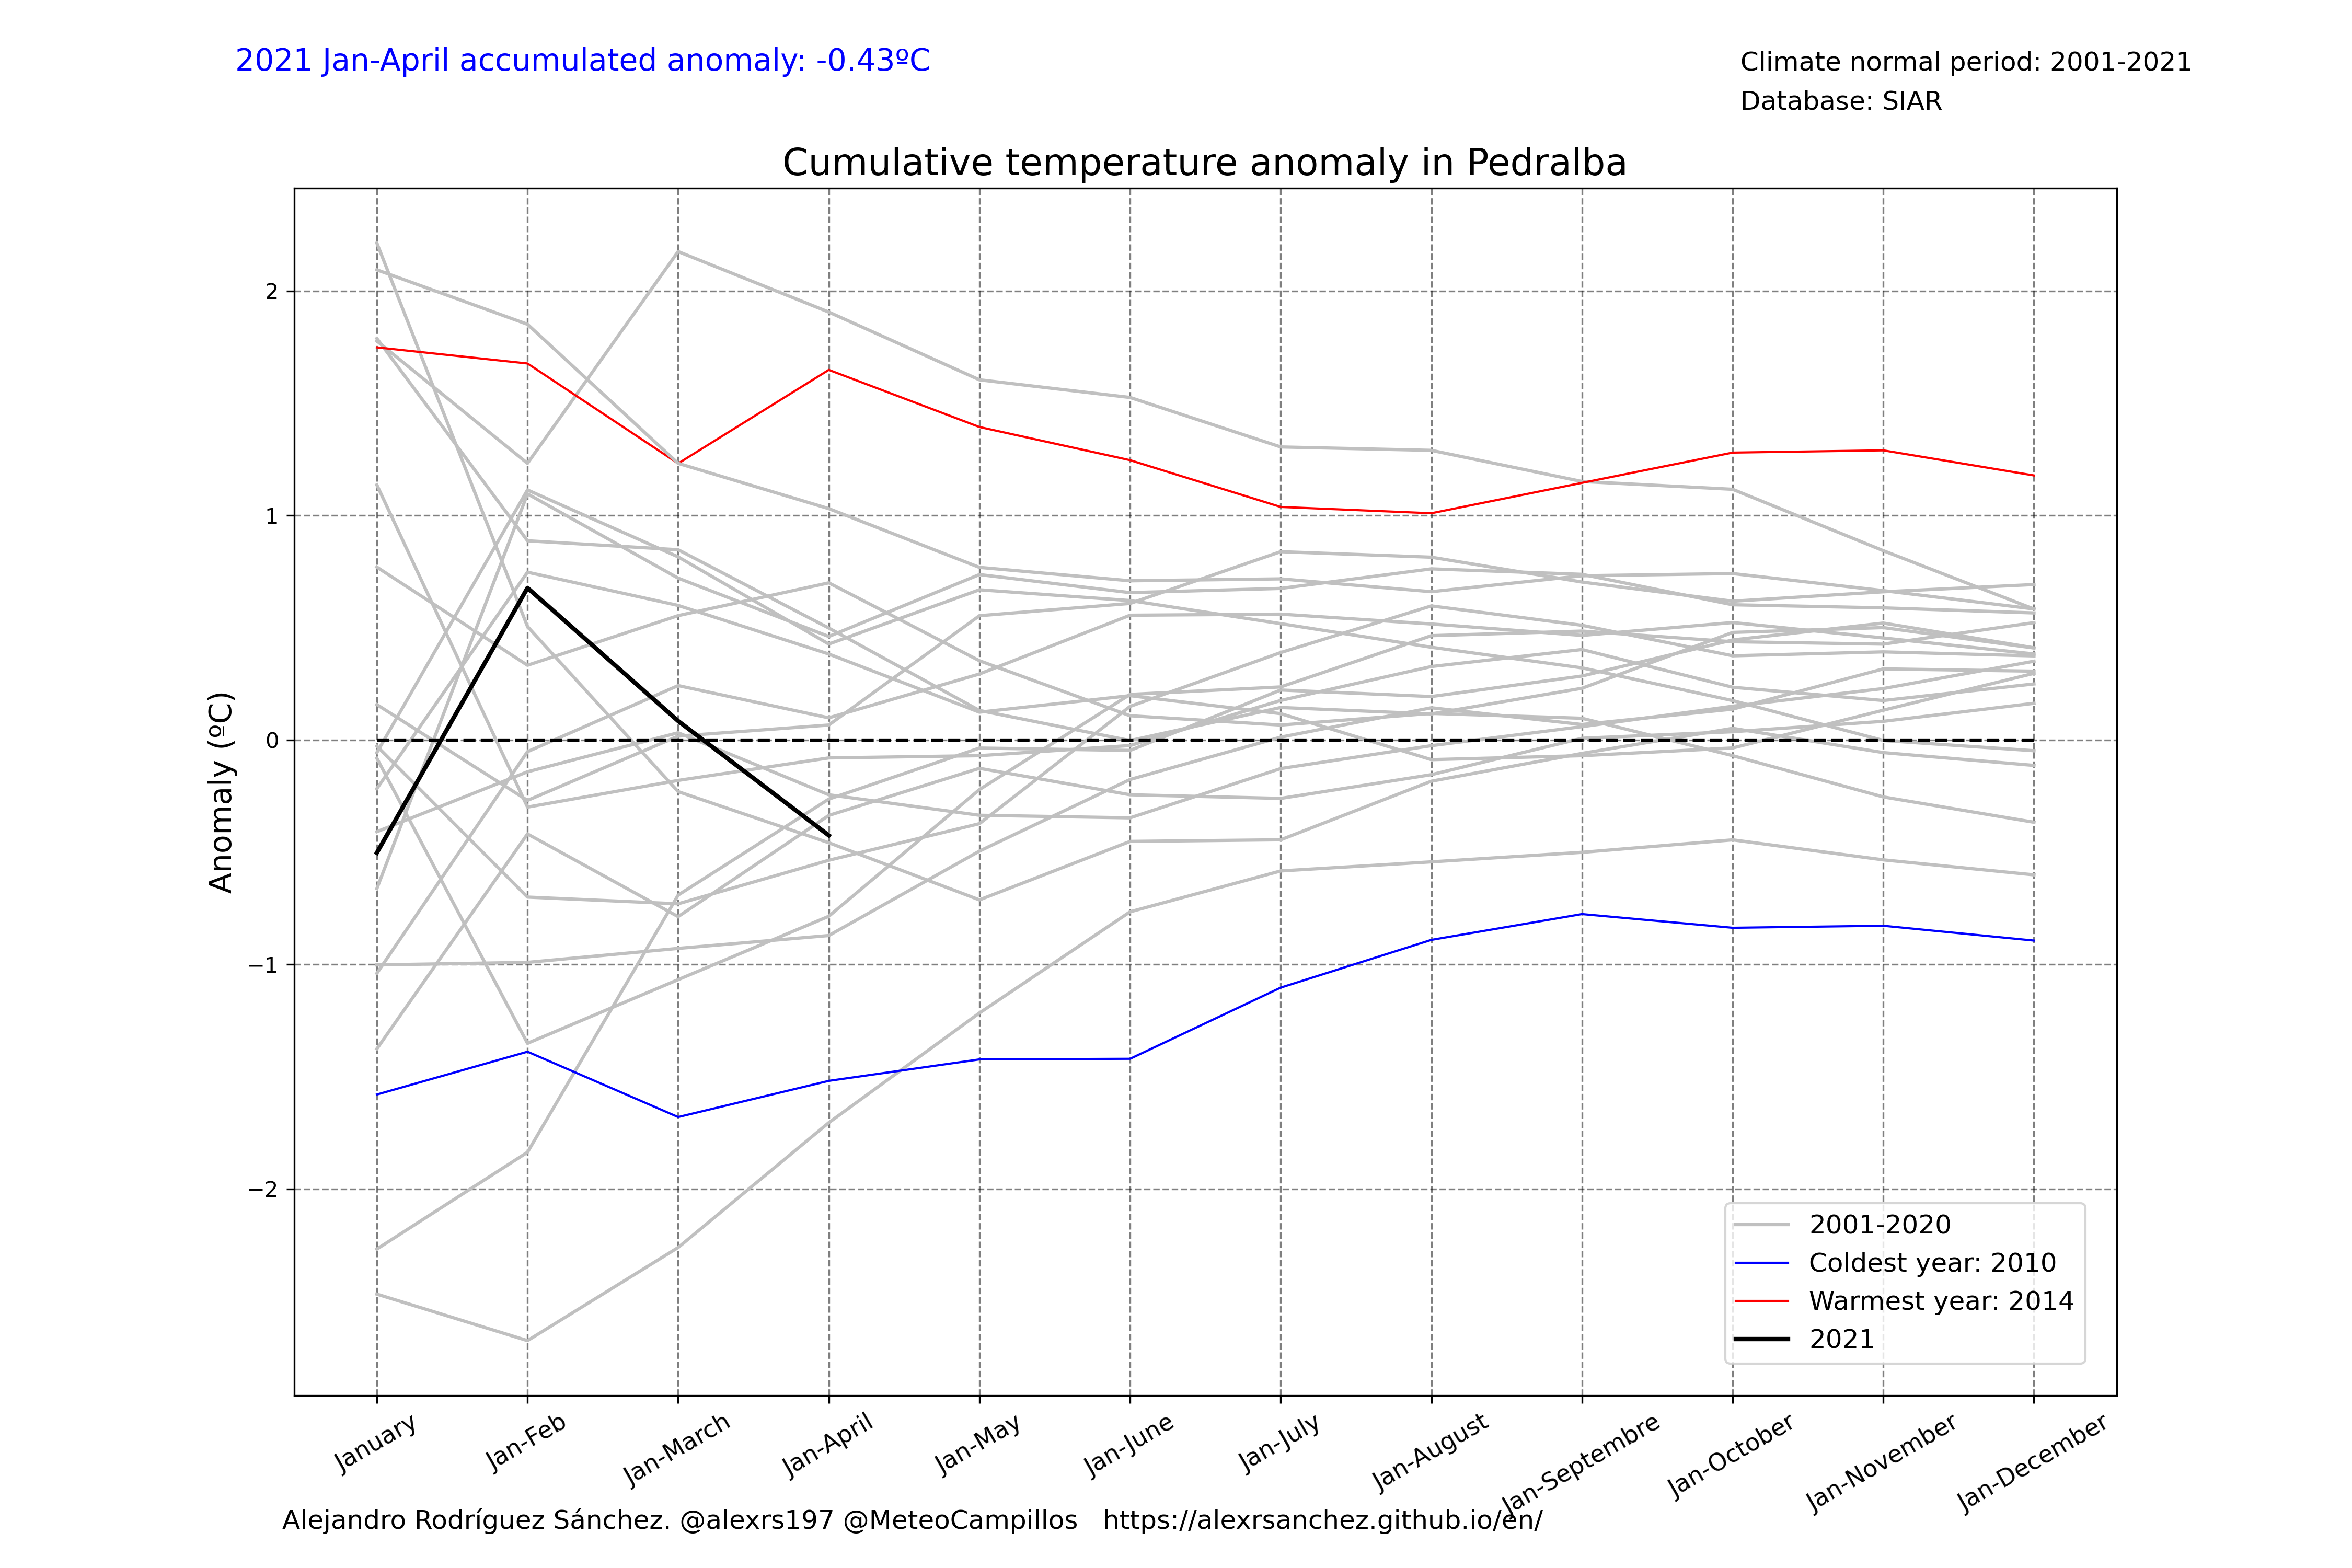 2021 Jan-April accumulated anomaly: -0.43ºC
Climate normal period: 2001-2021
Database: SIAR
Cumulative temperature anomaly in Pedralba
Anomaly (ºC)
2
1
0
−1
−2
2001-2020
Coldest year: 2010
Warmest year: 2014
2021
January
Jan-Feb
Jan-March
Jan-April
Jan-May
Jan-June
Jan-July
Jan-August
Jan-Septembre
Jan-October
Jan-November
Jan-December
Alejandro Rodríguez Sánchez. @alexrs197 @MeteoCampillos   https://alexrsanchez.github.io/en/